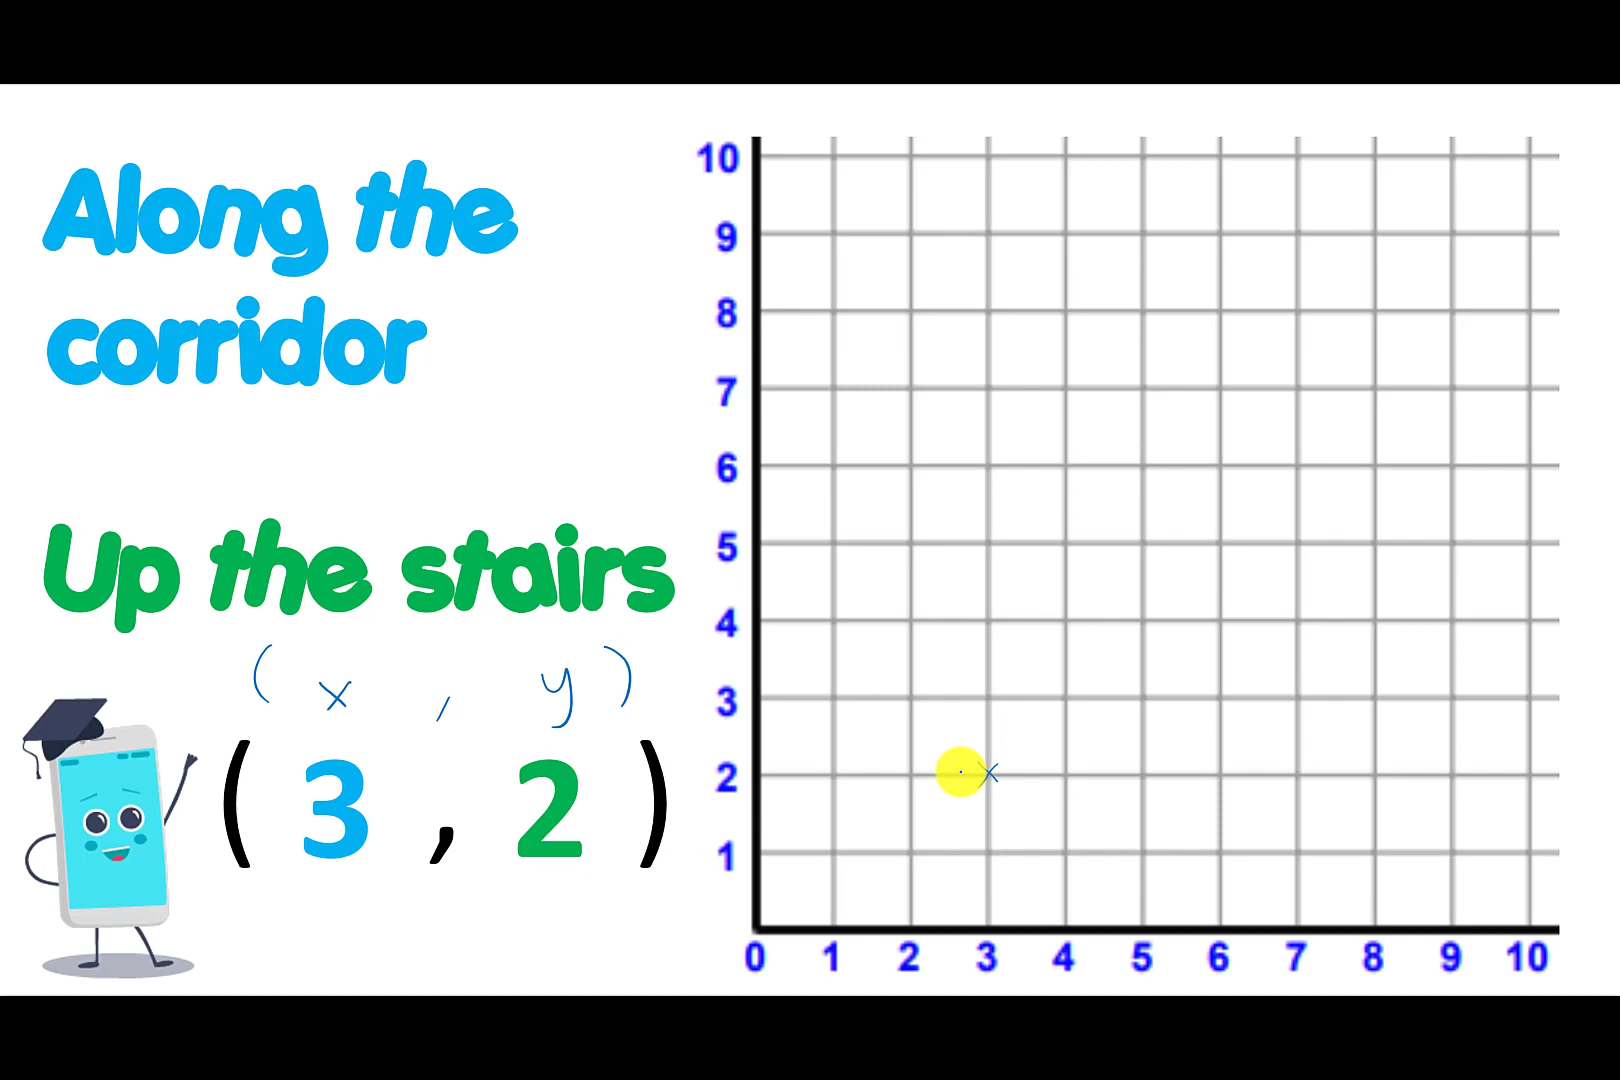 Along the
corridor
Up the stairs
( x , y )
( 3 , 2 )
10
9
8
7
6
5
4
3
2
x
1
0 1 2 3 4 5 6 7 8 9 10